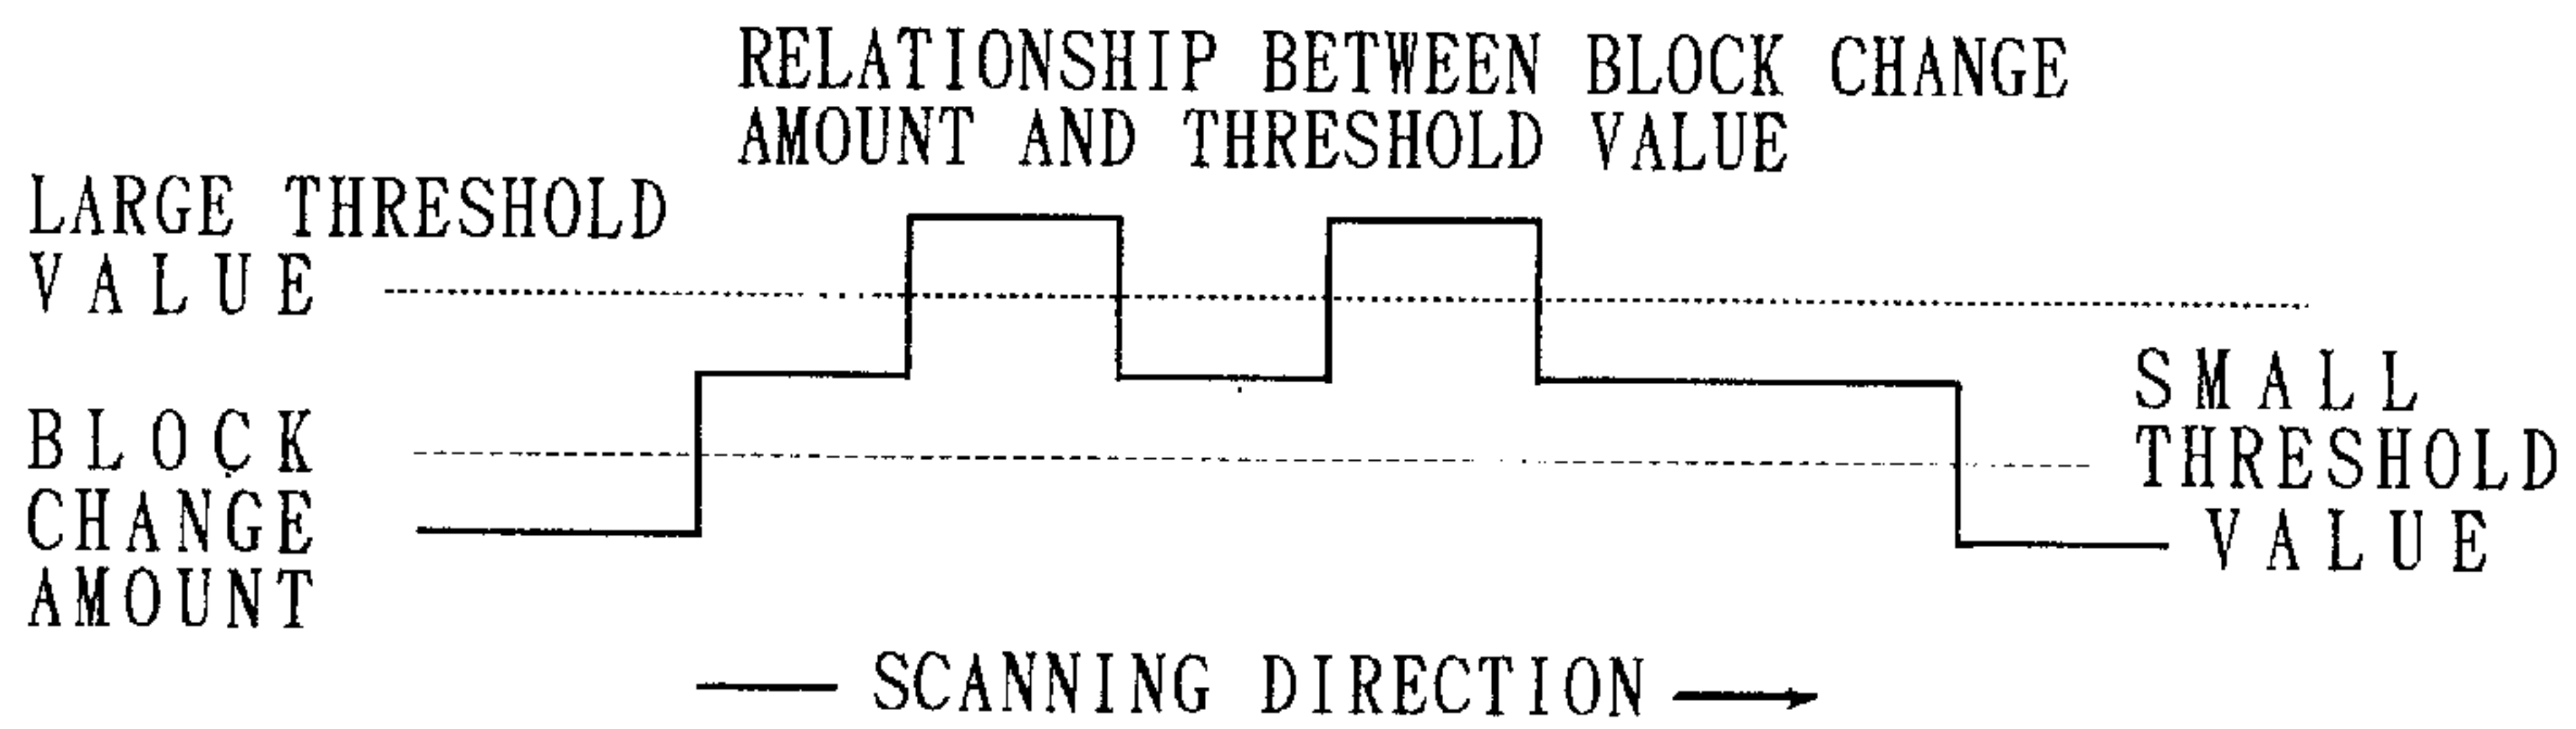 RELATIONSHIP BETWEEN BLOCK CHANGE
AMOUNT AND THRESHOLD VALUE
LARGE THRESHOLD
VALUE
BLOCK
CHANGE
AMOUNT
SMALL
THRESHOLD
VALUE
SCANNING DIRECTION